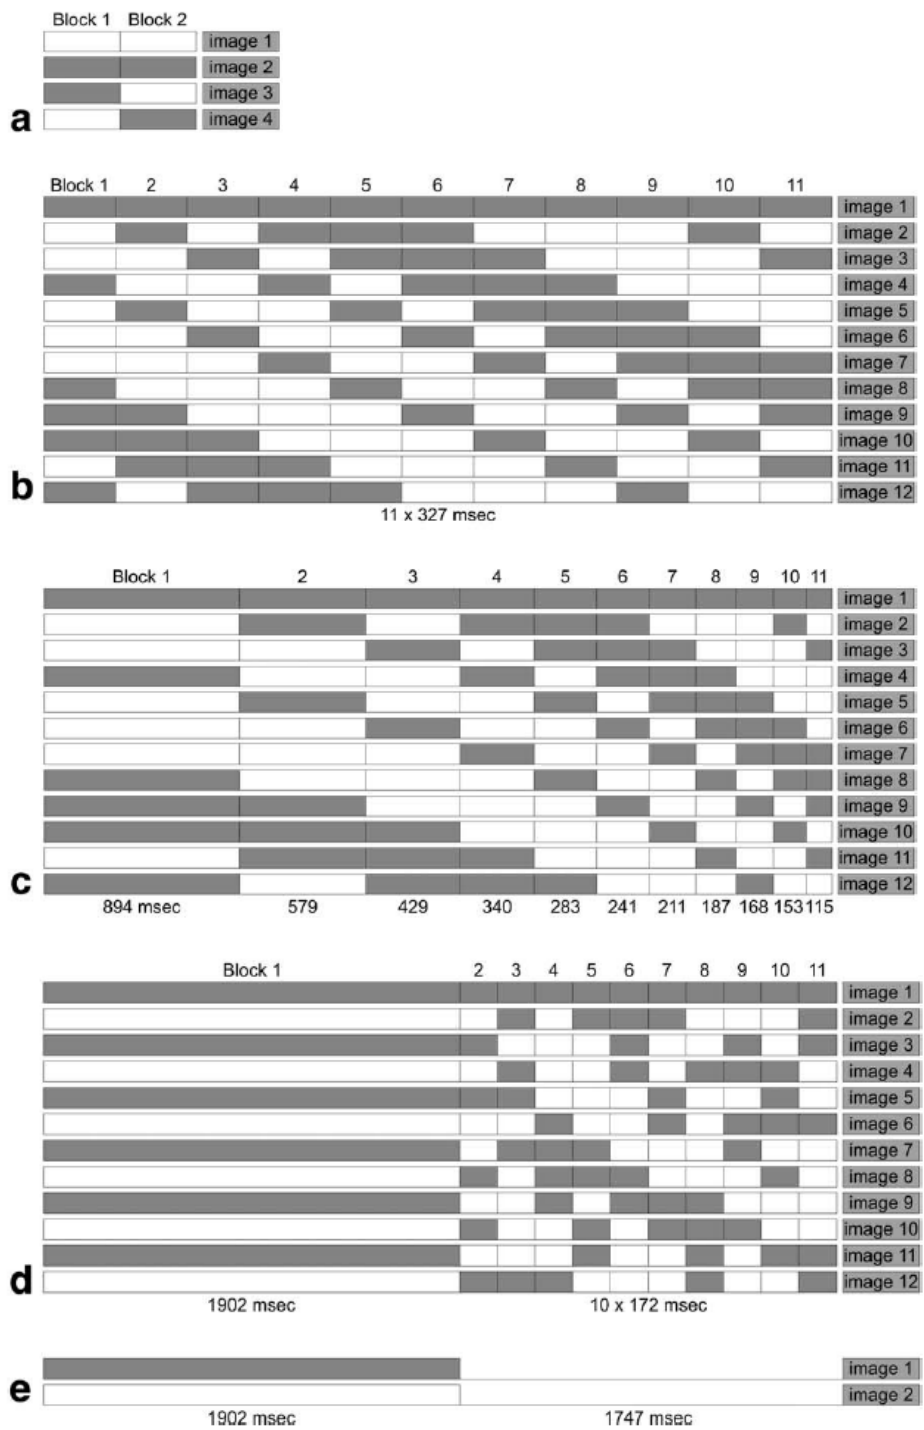 Block 1 Block 2
image 1
image 2
image 3
image 4
a
Block 1 2 3 4 5 6 7 8 9 10 11
image 1
image 2
image 3
image 4
image 5
image 6
image 7
image 8
image 9
image 10
image 11
image 12
b
11 x 327 msec
Block 1 2 3 4 5 6 7 8 9 10 11
image 1
image 2
image 3
image 4
image 5
image 6
image 7
image 8
image 9
image 10
image 11
image 12
c
894 msec 579 429 340 283 241 211 187 168 153 115
Block 1 2 3 4 5 6 7 8 9 10 11
image 1
image 2
image 3
image 4
image 5
image 6
image 7
image 8
image 9
image 10
image 11
image 12
d
1902 msec 10 x 172 msec
image 1
e
image 2
1902 msec 1747 msec